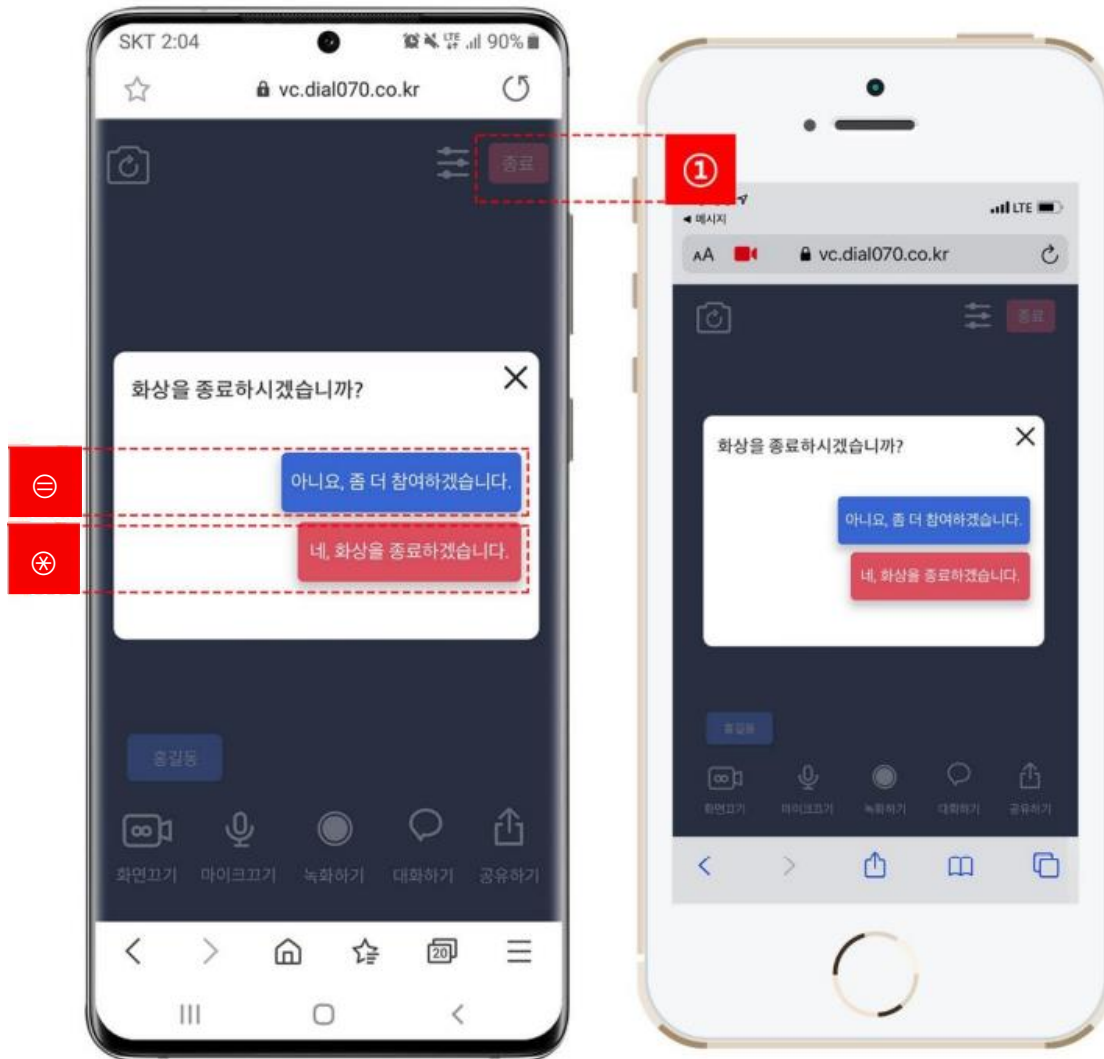 SKT 2:04
LTE 90%
vc.dial070.co.kr
종료
①
화상을 종료하시겠습니까?
아니요, 좀 더 참여하겠습니다.
네, 화상을 종료하겠습니다.
홍길동
화면끄기 마이크끄기 녹화하기 대화하기 공유하기
20
메시지
LTE
AA
vc.dial070.co.kr
종료
화상을 종료하시겠습니까?
아니요, 좀 더 참여하겠습니다.
네, 화상을 종료하겠습니다.
홍길동
화면끄기 마이크끄기 녹화하기 대화하기 공유하기